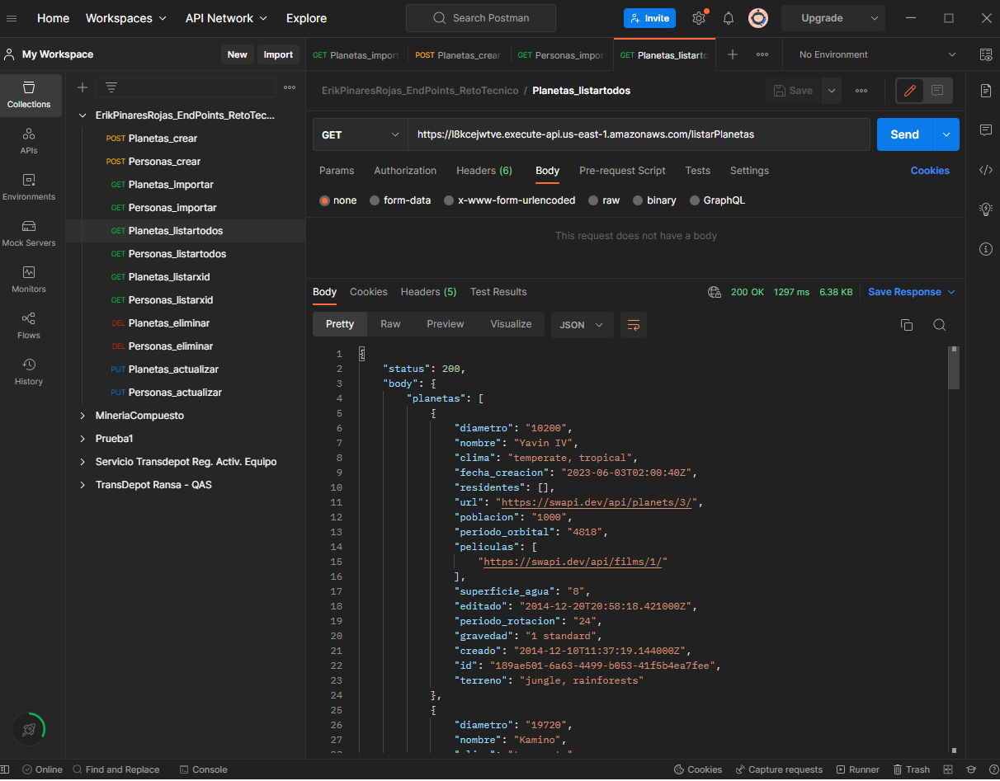 Home Workspaces API Network Explore Search Postman Invite Upgrade
My Workspace New Import GET Planetas_import POST Planetas_crear GET Personas_impor GET Planetas_listarto No Environment
Collections
APIs
Environments
Mock Servers
Monitors
Flows
History
ErikPinaresRojas_EndPoints_RetoTec...
POST Planetas_crear
POST Personas_crear
GET Planetas_importar
GET Personas_importar
GET Planetas_listartodos
GET Personas_listartodos
GET Planetas_listarxid
GET Personas_listarxid
DEL Planetas_eliminar
DEL Personas_eliminar
PUT Planetas_actualizar
PUT Personas_actualizar
MineriaCompuesto
Prueba1
Servicio Transdepot Reg. Activ. Equipo
TransDepot Ransa - QAS
ErikPinaresRojas_EndPoints_RetoTecnico / Planetas_listartodos Save
GET https://l8kcejwtve.execute-api.us-east-1.amazonaws.com/listarPlanetas Send
Params Authorization Headers (6) Body Pre-request Script Tests Settings Cookies
none form-data x-www-form-urlencoded raw binary GraphQL
This request does not have a body
Body Cookies Headers (5) Test Results 200 OK 1297 ms 6.38 KB Save Response
Pretty Raw Preview Visualize JSON
1 {
2 "status": 200,
3 "body": {
4 "planetas": [
5 {
6 "diametro": "10200",
7 "nombre": "Yavin IV",
8 "clima": "temperate, tropical",
9 "fecha_creacion": "2023-06-03T02:00:40Z",
10 "residentes": [],
11 "url": "https://swapi.dev/api/planets/3/",
12 "poblacion": "1000",
13 "periodo_orbital": "4818",
14 "peliculas": [
15 "https://swapi.dev/api/films/1/"
16 ],
17 "superficie_agua": "8",
18 "editado": "2014-12-20T20:58:18.421000Z",
19 "periodo_rotacion": "24",
20 "gravedad": "1 standard",
21 "creado": "2014-12-10T11:37:19.144000Z",
22 "id": "189ae501-6a63-4499-b053-41f5b4ea7fee",
23 "terreno": "jungle, rainforests"
24 },
25 {
26 "diametro": "19720",
27 "nombre": "Kamino",
Online Find and Replace Console Cookies Capture requests Runner Trash